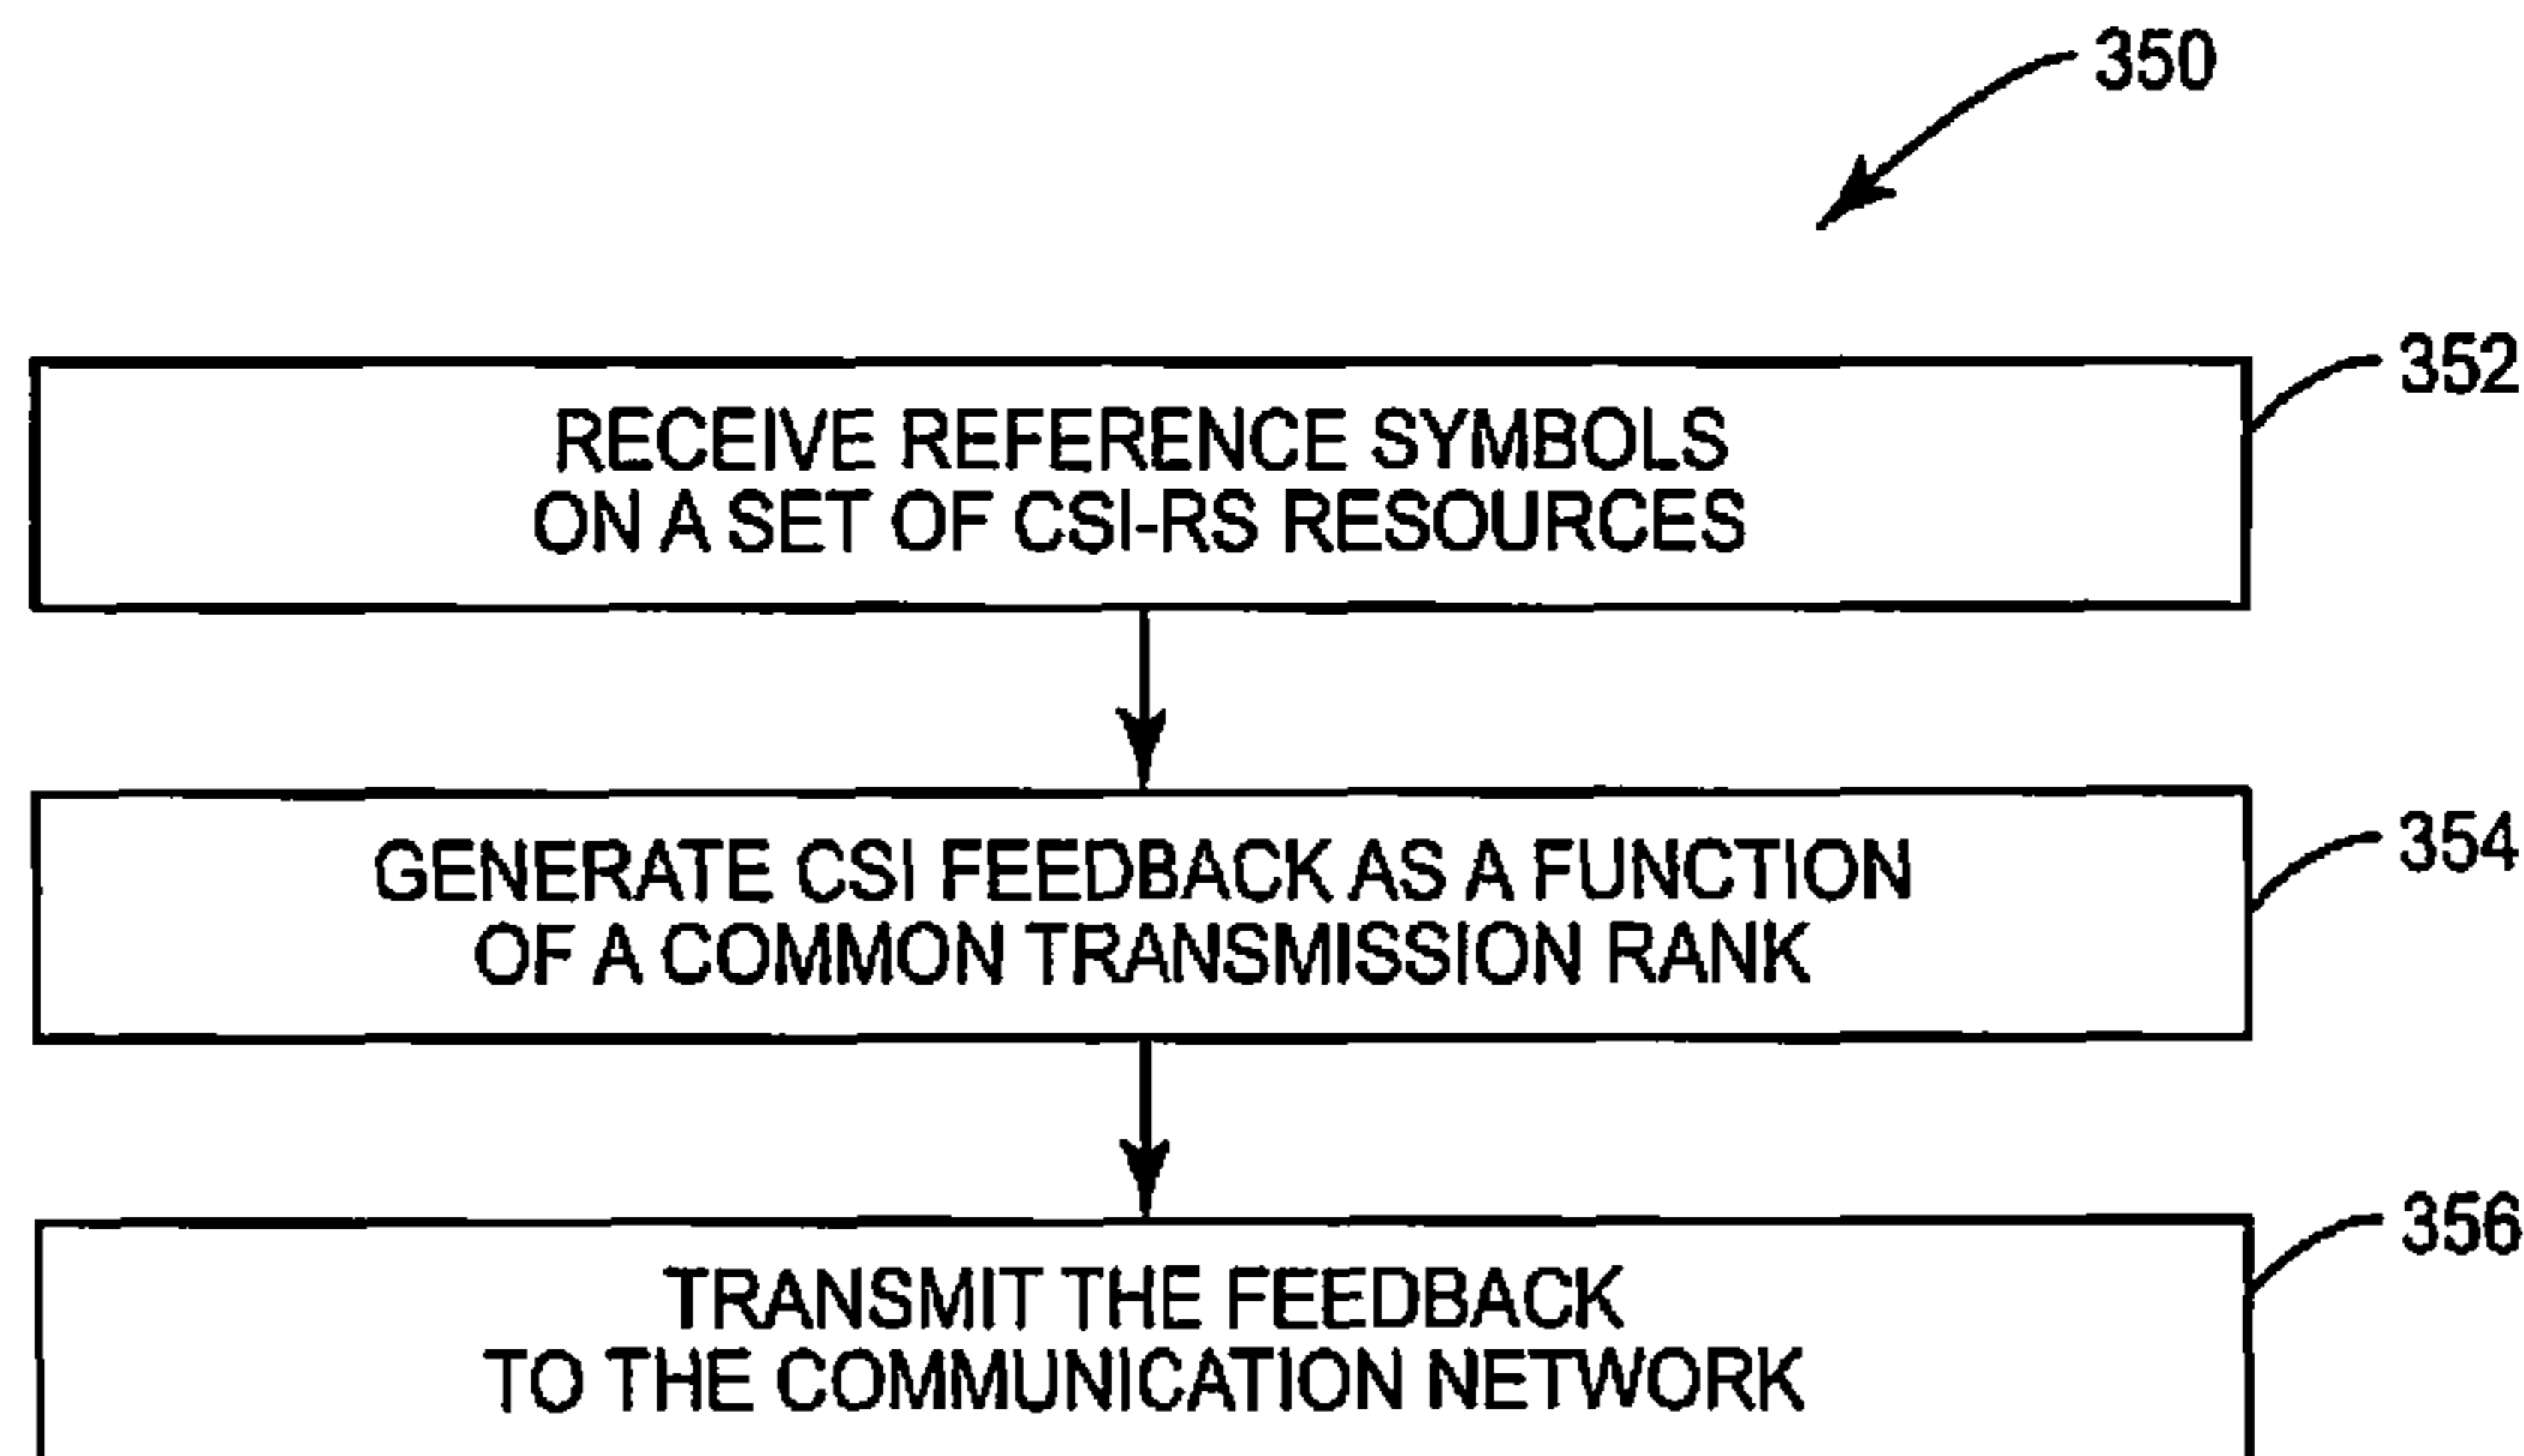 350
352
RECEIVE REFERENCE SYMBOLS
ON A SET OF CSI-RS RESOURCES
354
GENERATE CSI FEEDBACK AS A FUNCTION
OF A COMMON TRANSMISSION RANK
356
TRANSMIT THE FEEDBACK
TO THE COMMUNICATION NETWORK